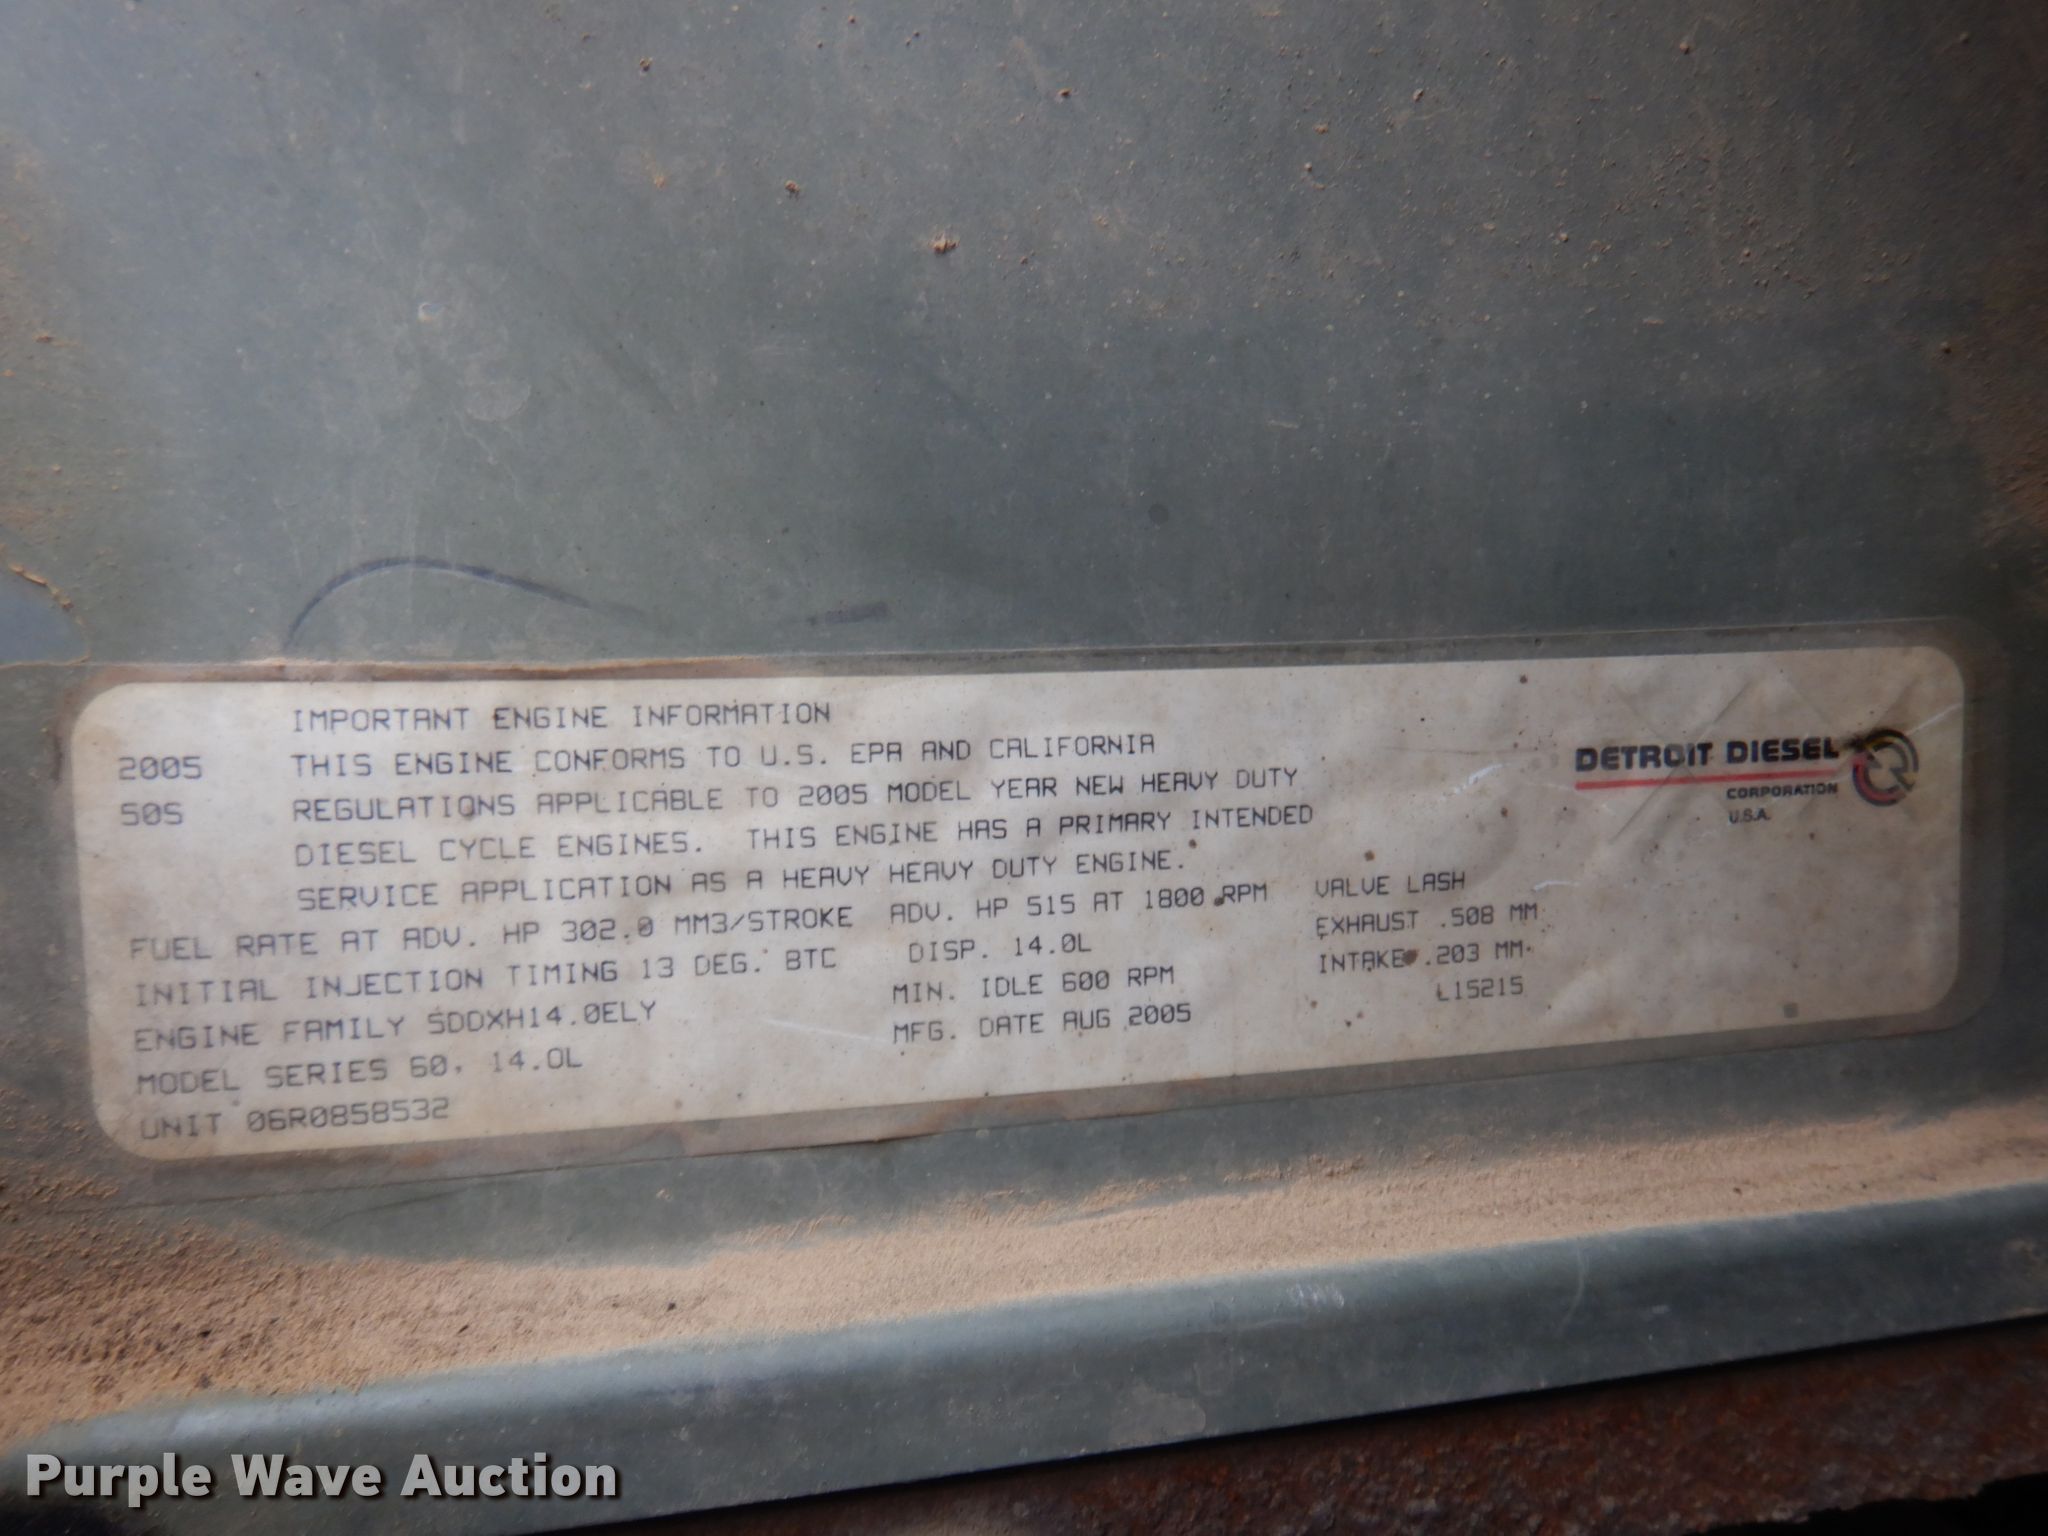 IMPORTANT ENGINE INFORMATION
2005 THIS ENGINE CONFORMS TO U.S. EPA AND CALIFORNIA
50S REGULATIONS APPLICABLE TO 2005 MODEL YEAR NEW HEAVY DUTY
DIESEL CYCLE ENGINES. THIS ENGINE HAS A PRIMARY INTENDED
SERVICE APPLICATION AS A HEAVY HEAVY DUTY ENGINE.
FUEL RATE AT ADV. HP 302.0 MM3/STROKE ADV. HP 515 AT 1800 RPM
INITIAL INJECTION TIMING 13 DEG. BTC DISP. 14.0L
ENGINE FAMILY 5DDXH14.0ELY MIN. IDLE 600 RPM
MODEL SERIES 60, 14.0L MFG. DATE AUG 2005
UNIT 06R0858532
VALVE LASH
EXHAUST .508 MM
INTAKE .203 MM
L15215
DETROIT DIESEL
CORPORATION
U.S.A.
Purple Wave Auction